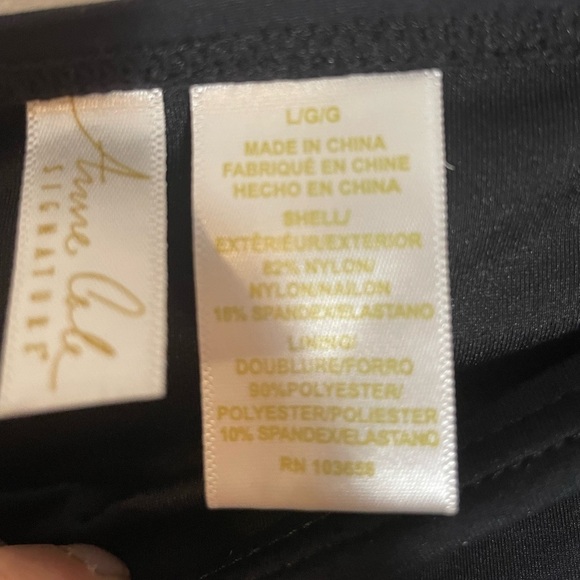 Anne Cole
SIGNATURE
L/G/G
MADE IN CHINA
FABRIQUÉ EN CHINE
HECHO EN CHINA
SHELL/
EXTÉRIEUR/EXTERIOR
82% NYLON/
NYLON/NAILON
18% SPANDEX/ELASTANO
LINING/
DOUBLURE/FORRO
90%POLYESTER/
POLYESTER/POLIESTER
10% SPANDEX/ELASTANO
RN 103656